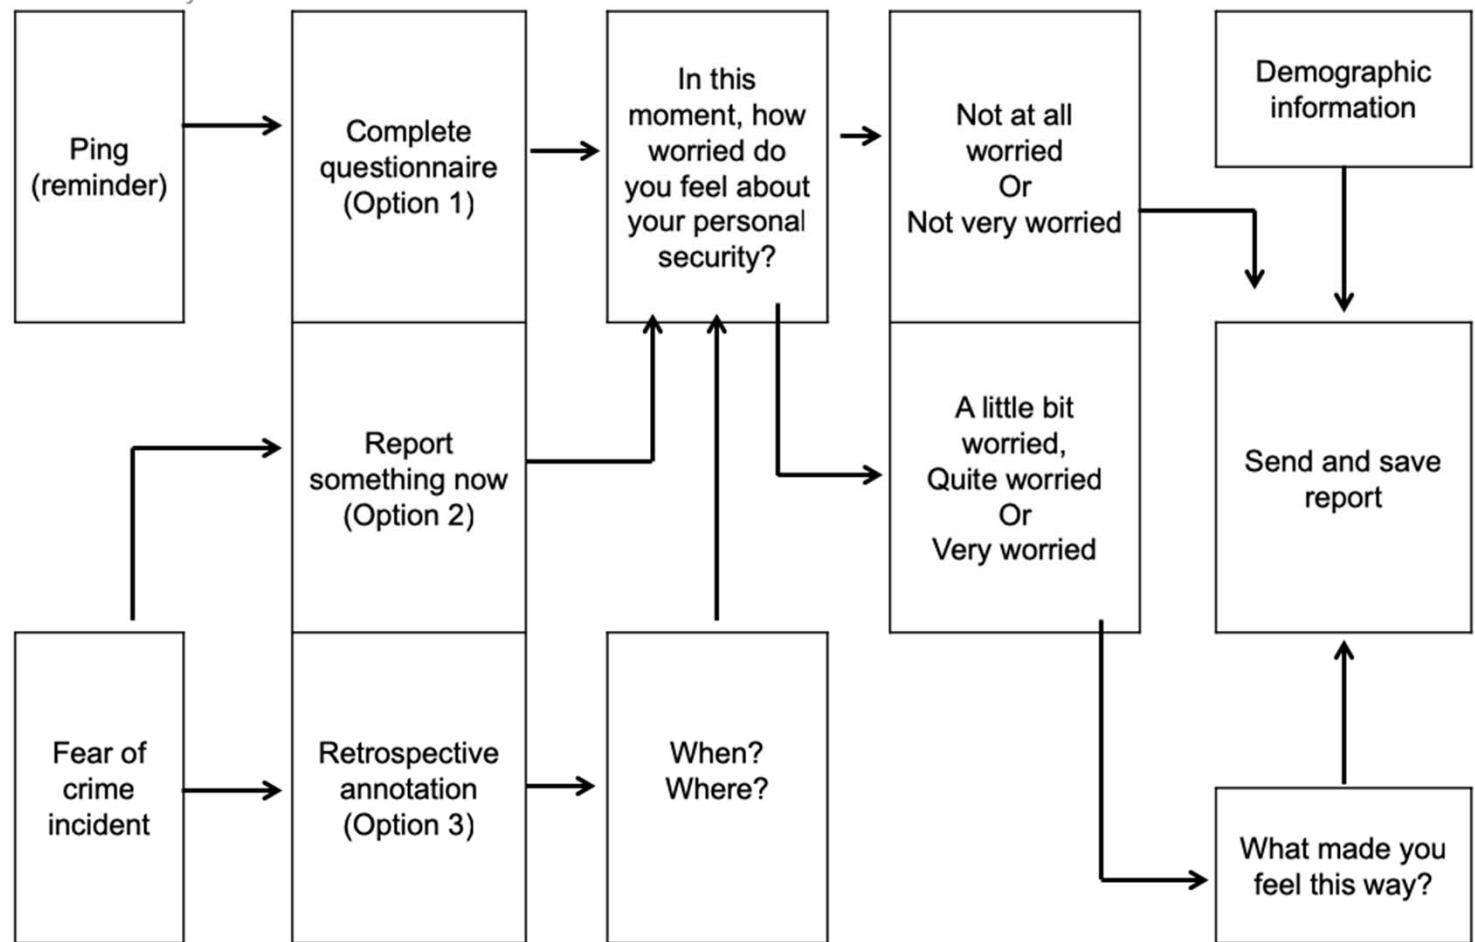 Ping
(reminder)
Complete
questionnaire
(Option 1)
In this
moment, how
worried do
you feel about
your personal
security?
Not at all
worried
Or
Not very worried
Demographic
information
Report
something now
(Option 2)
A little bit
worried,
Quite worried
Or
Very worried
Send and save
report
Fear of
crime
incident
Retrospective
annotation
(Option 3)
When?
Where?
What made you
feel this way?